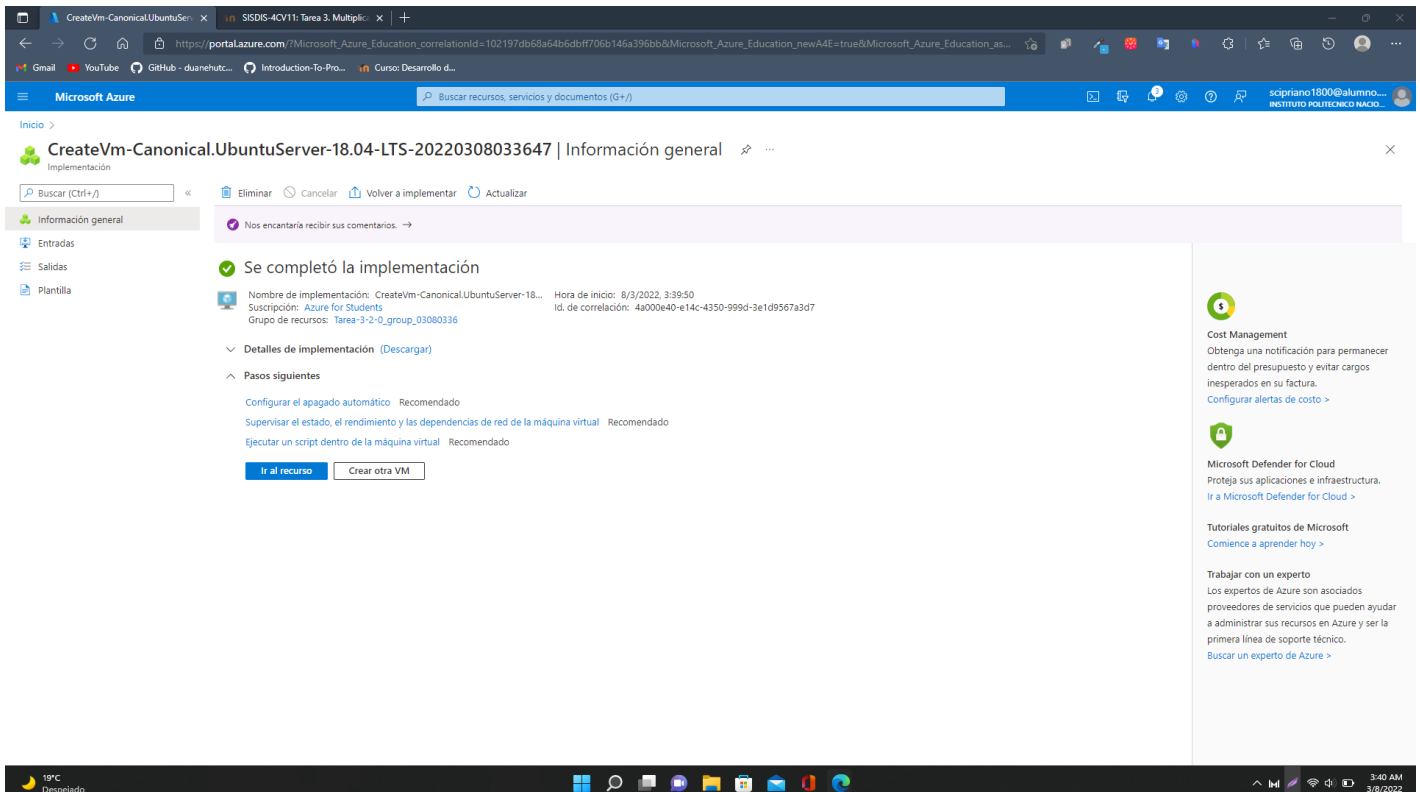 CreateVm-Canonical.UbuntuServ
SISDIS-4CV11: Tarea 3. Multiplic
https://portal.azure.com/?Microsoft_Azure_Education_correlationId=102197db68a64b6dbff706b146a396bb&Microsoft_Azure_Education_newA4E=true&Microsoft_Azure_Education_as...
Gmail
YouTube
GitHub - duanehutc...
Introduction-To-Pro...
Curso: Desarrollo d...
Microsoft Azure
Buscar recursos, servicios y documentos (G+/)
3
scipriano1800@alumno....
INSTITUTO POLITECNICO NACIO...
Inicio >
CreateVm-Canonical.UbuntuServer-18.04-LTS-20220308033647 | Información general
Implementación
Buscar (Ctrl+/)
Eliminar
Cancelar
Volver a implementar
Actualizar
Información general
Entradas
Salidas
Plantilla
Nos encantaría recibir sus comentarios. →
Se completó la implementación
Nombre de implementación: CreateVm-Canonical.UbuntuServer-18...
Suscripción: Azure for Students
Grupo de recursos: Tarea-3-2-0_group_03080336
Hora de inicio: 8/3/2022, 3:39:50
Id. de correlación: 4a000e40-e14c-4350-999d-3e1d9567a3d7
Detalles de implementación (Descargar)
Pasos siguientes
Configurar el apagado automático Recomendado
Supervisar el estado, el rendimiento y las dependencias de red de la máquina virtual Recomendado
Ejecutar un script dentro de la máquina virtual Recomendado
Ir al recurso
Crear otra VM
Cost Management
Obtenga una notificación para permanecer
dentro del presupuesto y evitar cargos
inesperados en su factura.
Configurar alertas de costo >
Microsoft Defender for Cloud
Proteja sus aplicaciones e infraestructura.
Ir a Microsoft Defender for Cloud >
Tutoriales gratuitos de Microsoft
Comience a aprender hoy >
Trabajar con un experto
Los expertos de Azure son asociados
proveedores de servicios que pueden ayudar
a administrar sus recursos en Azure y ser la
primera línea de soporte técnico.
Buscar un experto de Azure >
19°C
Despejado
3:40 AM
3/8/2022